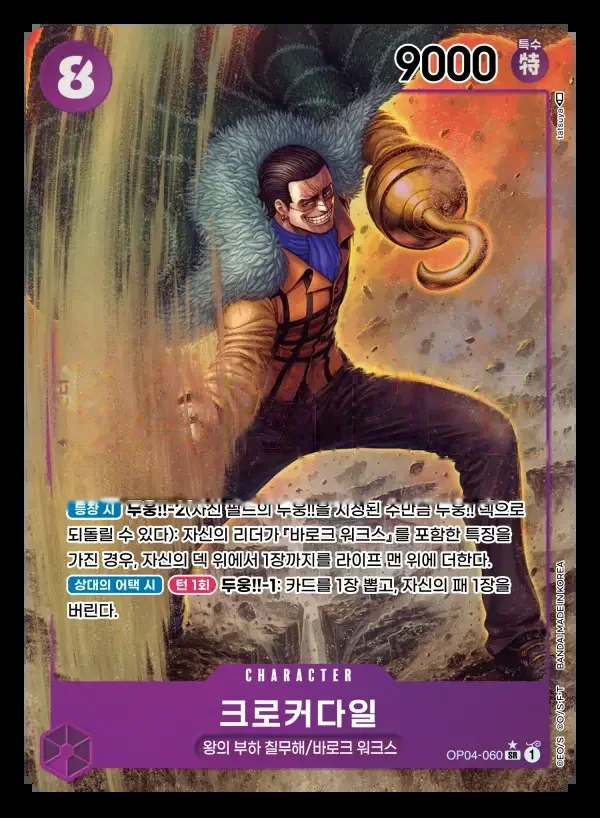 8
9000
특수
特
tatsuya
등장 시 두웅!!-2(자신 필드의 두웅!!을 지정된 수만큼 두웅!! 덱으로
되돌릴 수 있다): 자신의 리더가 『바로크 워크스』를 포함한 특징을
가진 경우, 자신의 덱 위에서 1장까지를 라이프 맨 위에 더한다.
상대의 어택 시 턴 1회 두웅!!-1: 카드를 1장 뽑고, 자신의 패 1장을
버린다.
CHARACTER
크로커다일
왕의 부하 칠무해/바로크 워크스
OP04-060 SR 1
©EO/S ©O/S·F·T BANDAI MADE IN KOREA